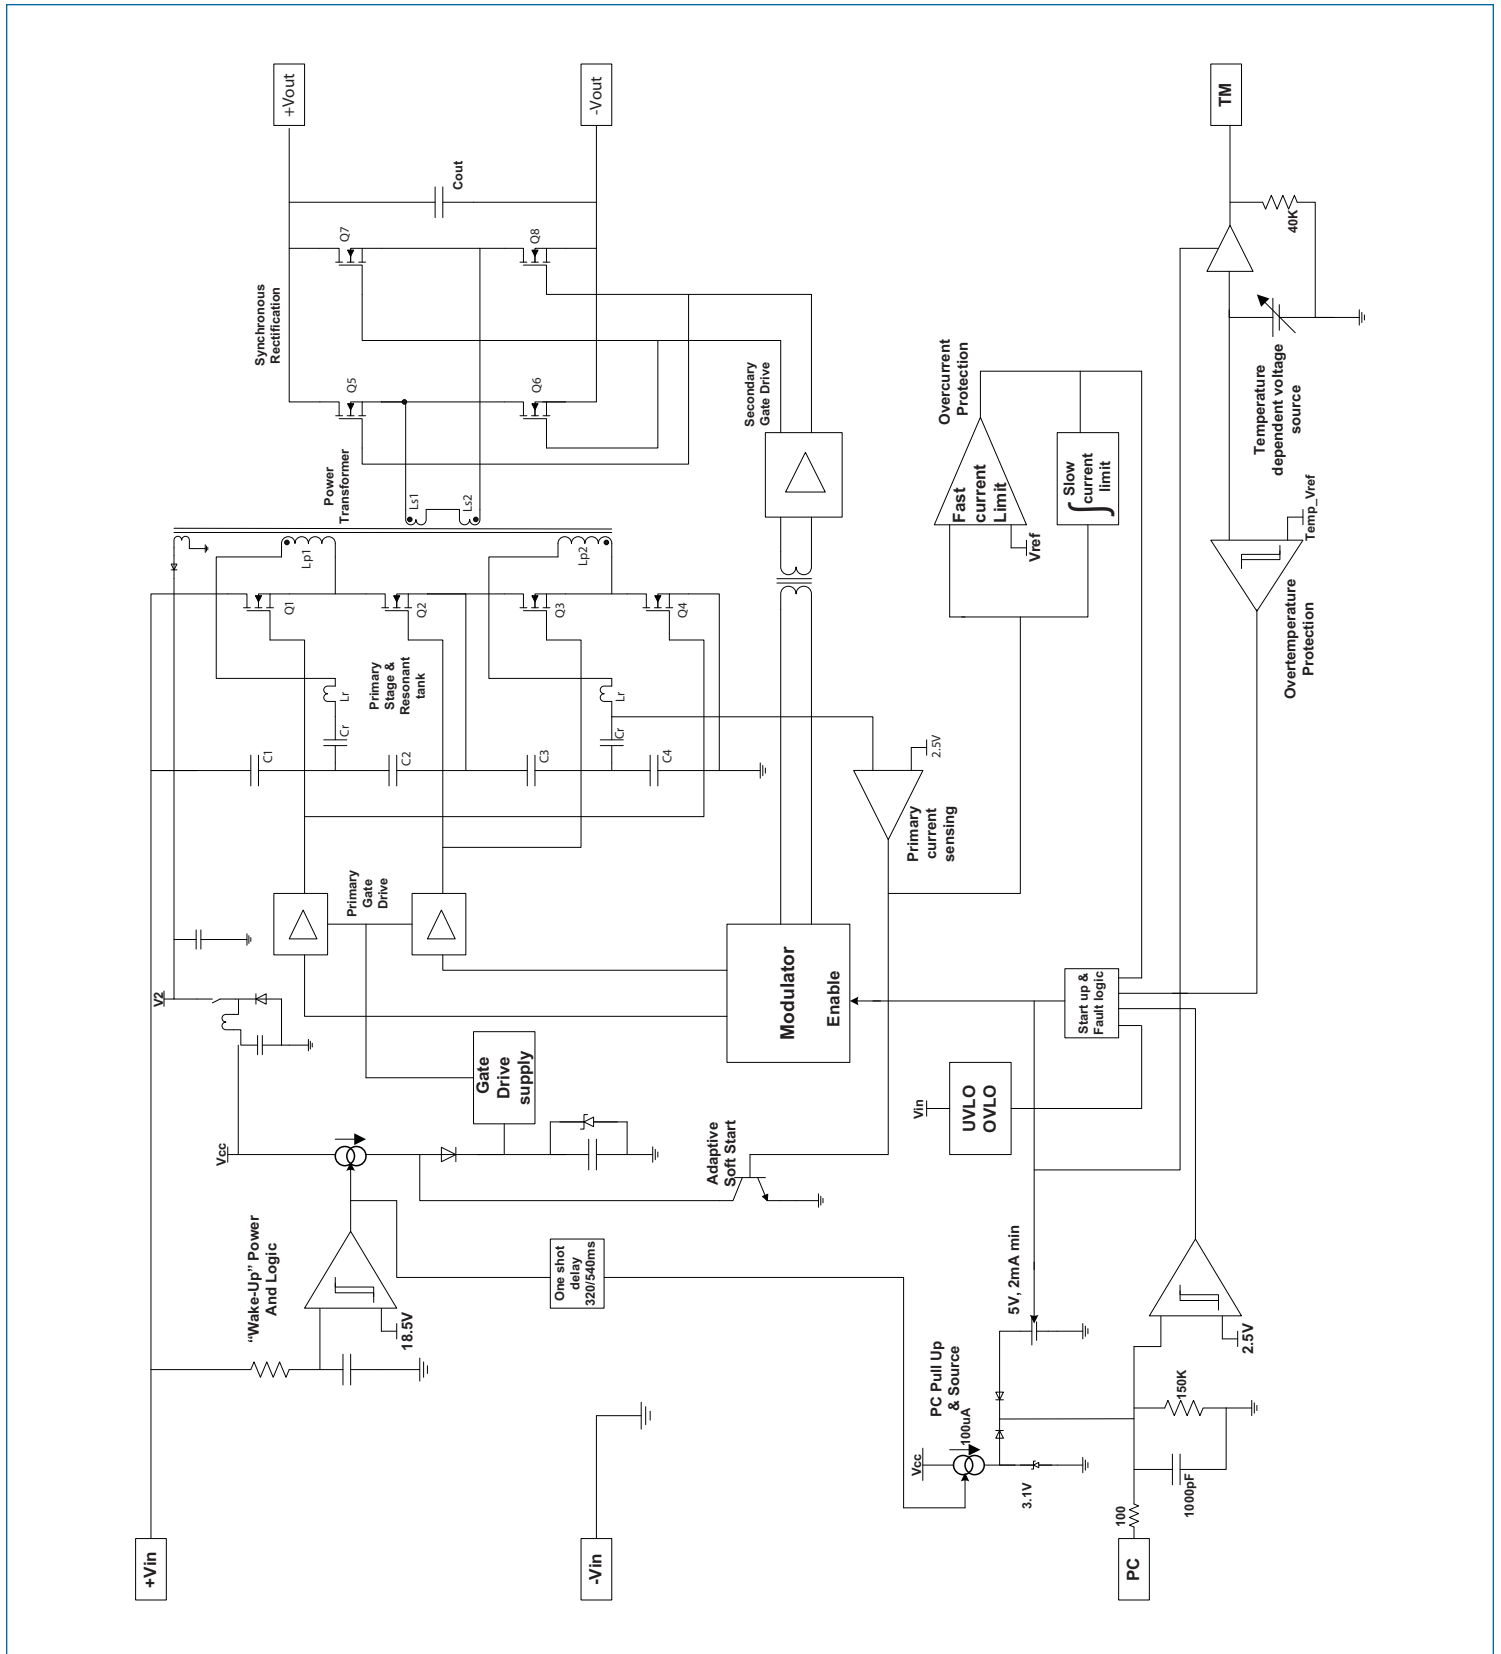 +Vout
-Vout
TM
Cout
Q7
Q8
40K
Synchronous
Rectification
Q5
Q6
Secondary
Gate Drive
Overcurrent
Protection
Temperature
dependent voltage
source
Power
Transformer
Ls1
Ls2
Fast
current
Limit
Vref
Slow
current
limit
Temp_Vref
Lp1
Lp2
Q1
Q2
Q3
Q4
Overtemperature
Protection
Primary
Stage &
Resonant
tank
Lr
Lr
Cr
Cr
C1
C2
C3
C4
2.5V
Primary
current
sensing
Primary
Gate
Drive
V2
Modulator
Enable
Start up &
Fault logic
Gate
Drive
supply
Vin
UVLO
OVLO
Vcc
Adaptive
Soft Start
"Wake-Up" Power
And Logic
18.5V
One shot
delay
320/540ms
5V, 2mA min
2.5V
PC Pull Up
& Source
100uA
Vcc
3.1V
150K
1000pF
100
+Vin
-Vin
PC